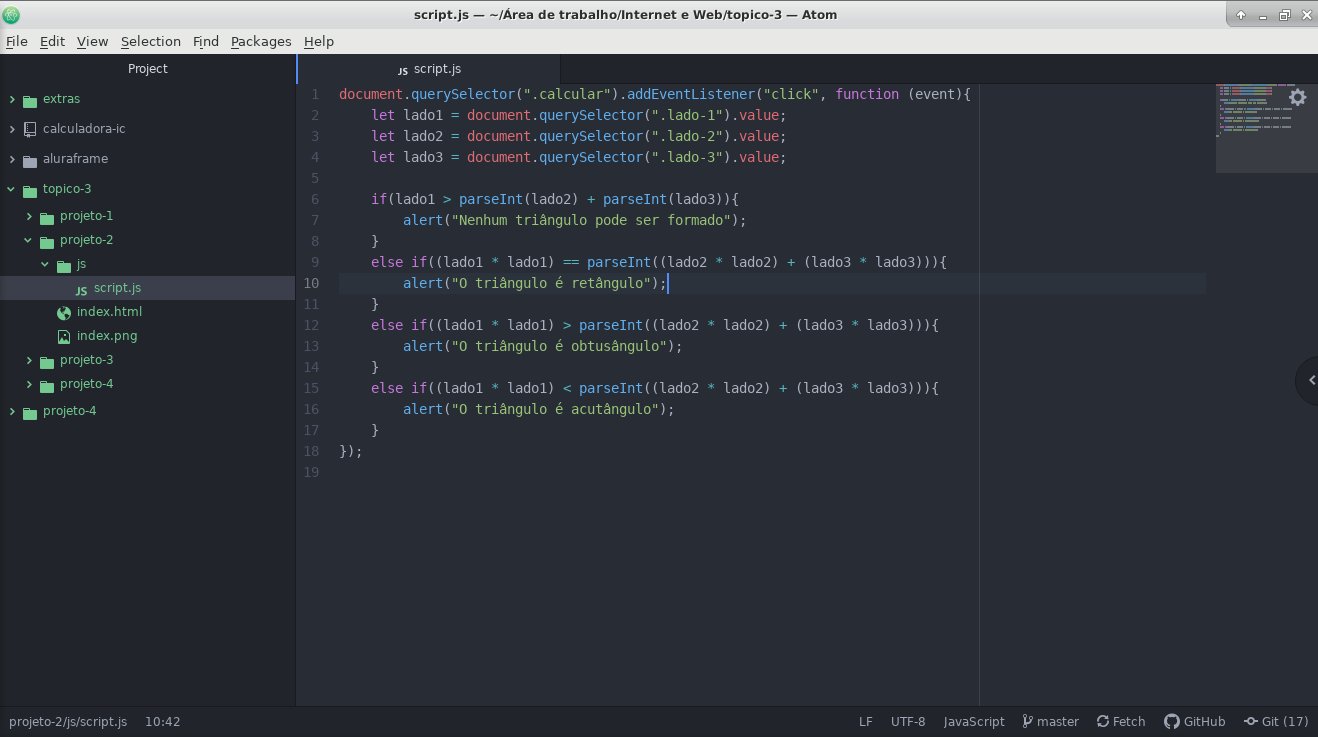 script.js — ~/Área de trabalho/Internet e Web/topico-3 — Atom
File Edit View Selection Find Packages Help
Project
extras
calculadora-ic
aluraframe
topico-3
projeto-1
projeto-2
js
JS script.js
index.html
index.png
projeto-3
projeto-4
projeto-4
JS script.js
1 document.querySelector(".calcular").addEventListener("click", function (event){
2 let lado1 = document.querySelector(".lado-1").value;
3 let lado2 = document.querySelector(".lado-2").value;
4 let lado3 = document.querySelector(".lado-3").value;
5
6 if(lado1 > parseInt(lado2) + parseInt(lado3)){
7 alert("Nenhum triângulo pode ser formado");
8 }
9 else if((lado1 * lado1) == parseInt((lado2 * lado2) + (lado3 * lado3))){
10 alert("O triângulo é retângulo");
11 }
12 else if((lado1 * lado1) > parseInt((lado2 * lado2) + (lado3 * lado3))){
13 alert("O triângulo é obtusângulo");
14 }
15 else if((lado1 * lado1) < parseInt((lado2 * lado2) + (lado3 * lado3))){
16 alert("O triângulo é acutângulo");
17 }
18 });
19
projeto-2/js/script.js 10:42 LF UTF-8 JavaScript master Fetch GitHub Git (17)